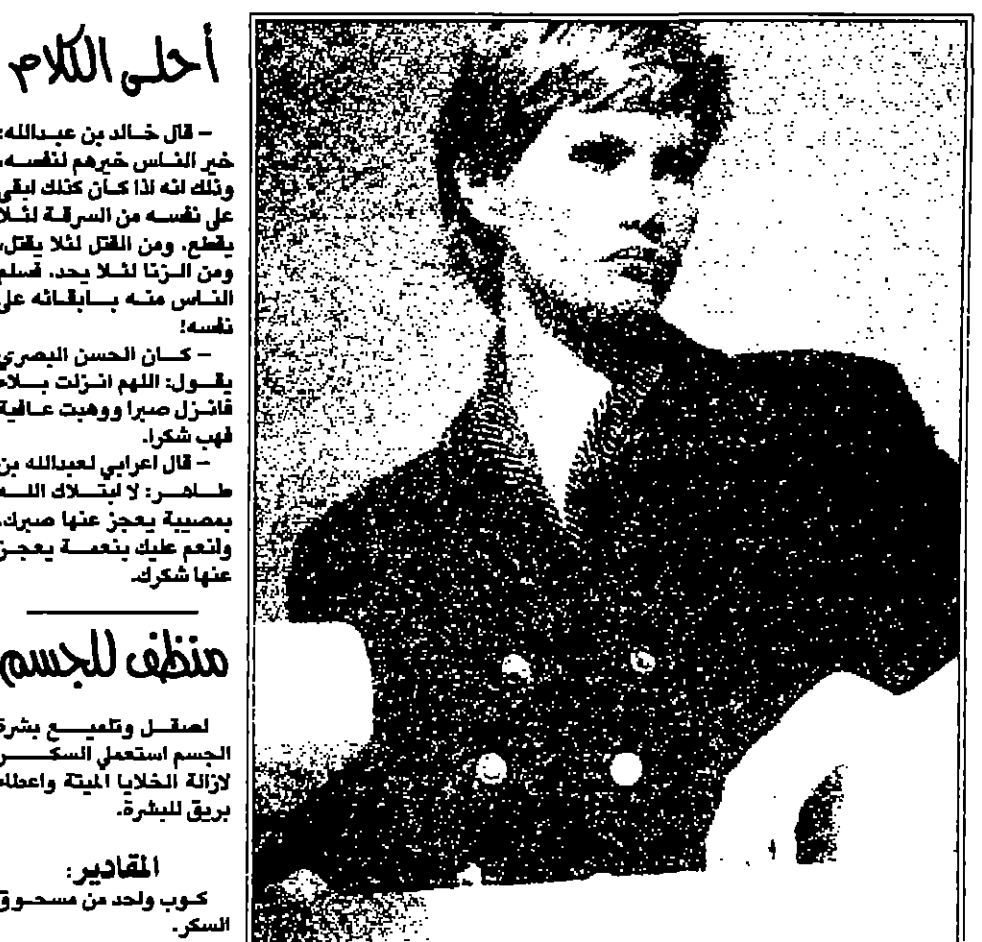 أحلى الكلام
– قال خالد بن عبدالله:
خير الناس خيرهم لنفسه،
وذلك انه اذا كان كذلك ابقى
على نفسه من السرقة لئلا
يقطع، ومن القتل لئلا يقتل،
ومن الزنا لئلا يحد، فسلم
الناس منه بابقائه على
نفسه!
– كان الحسن البصري
يقول: اللهم انزلت بلاء
فانزل صبرا ووهبت عافية
فهب شكرا.
– قال اعرابي لعبدالله بن
طاهر: لا ابتلاك الله
بمصيبة يعجز عنها صبرك،
وانعم عليك بنعمة يعجز
عنها شكرك.
منظف للجسم
لصقل وتلميع بشرة
الجسم استعملي السكر
لازالة الخلايا الميتة واعطاء
بريق للبشرة.
المقادير:
كوب واحد من مسحوق
السكر.